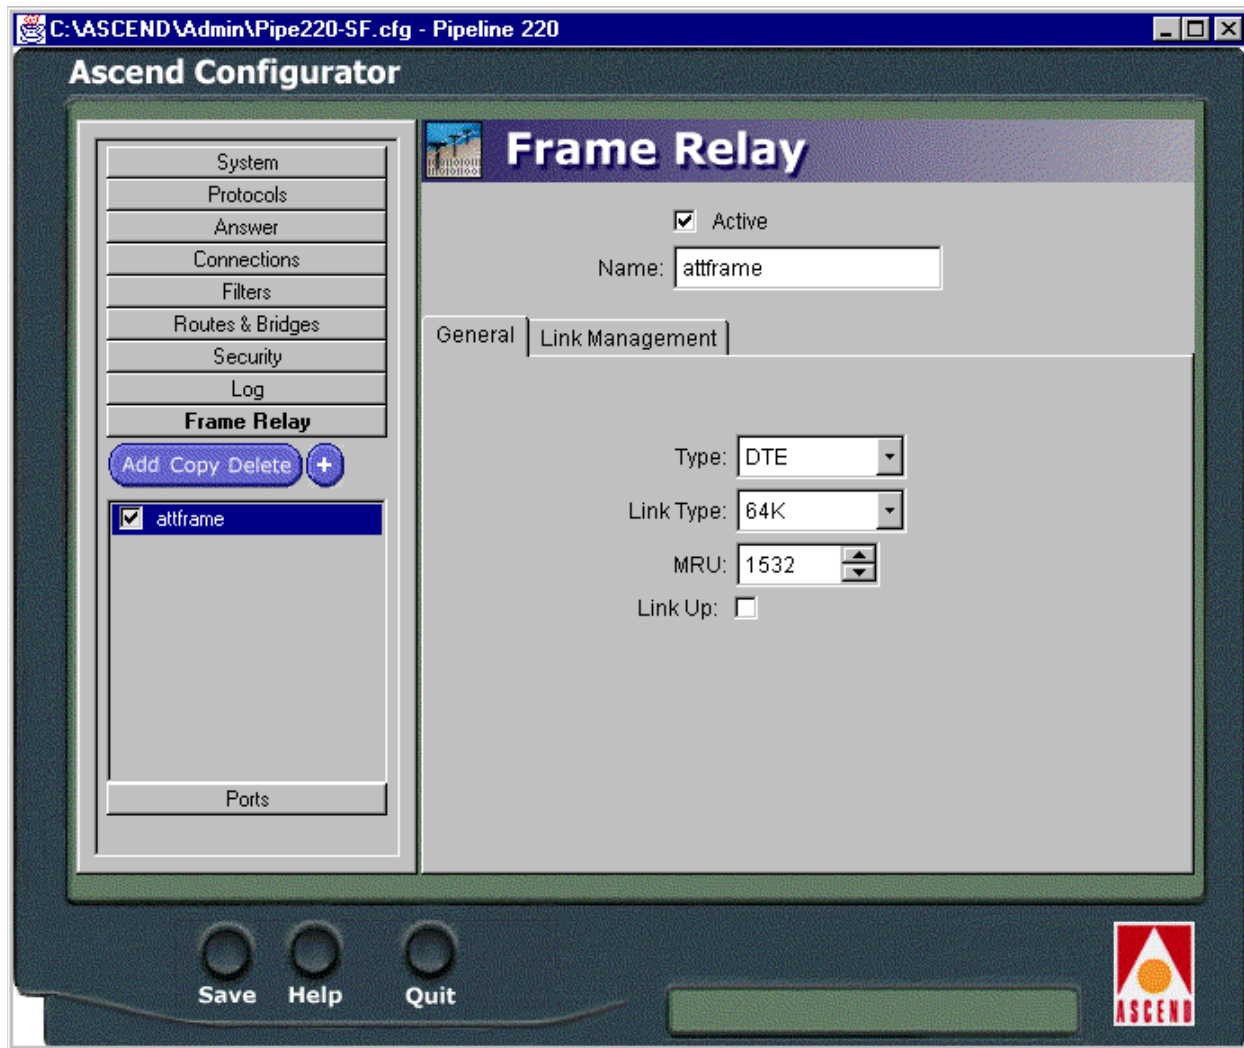 C:\ASCEND\Admin\Pipe220-SF.cfg - Pipeline 220
Ascend Configurator
System
Protocols
Answer
Connections
Filters
Routes & Bridges
Security
Log
Frame Relay
Add Copy Delete +
attframe
Ports
Frame Relay
Active
Name: attframe
General Link Management
Type: DTE
Link Type: 64K
MRU: 1532
Link Up:
Save Help Quit
ASCEND